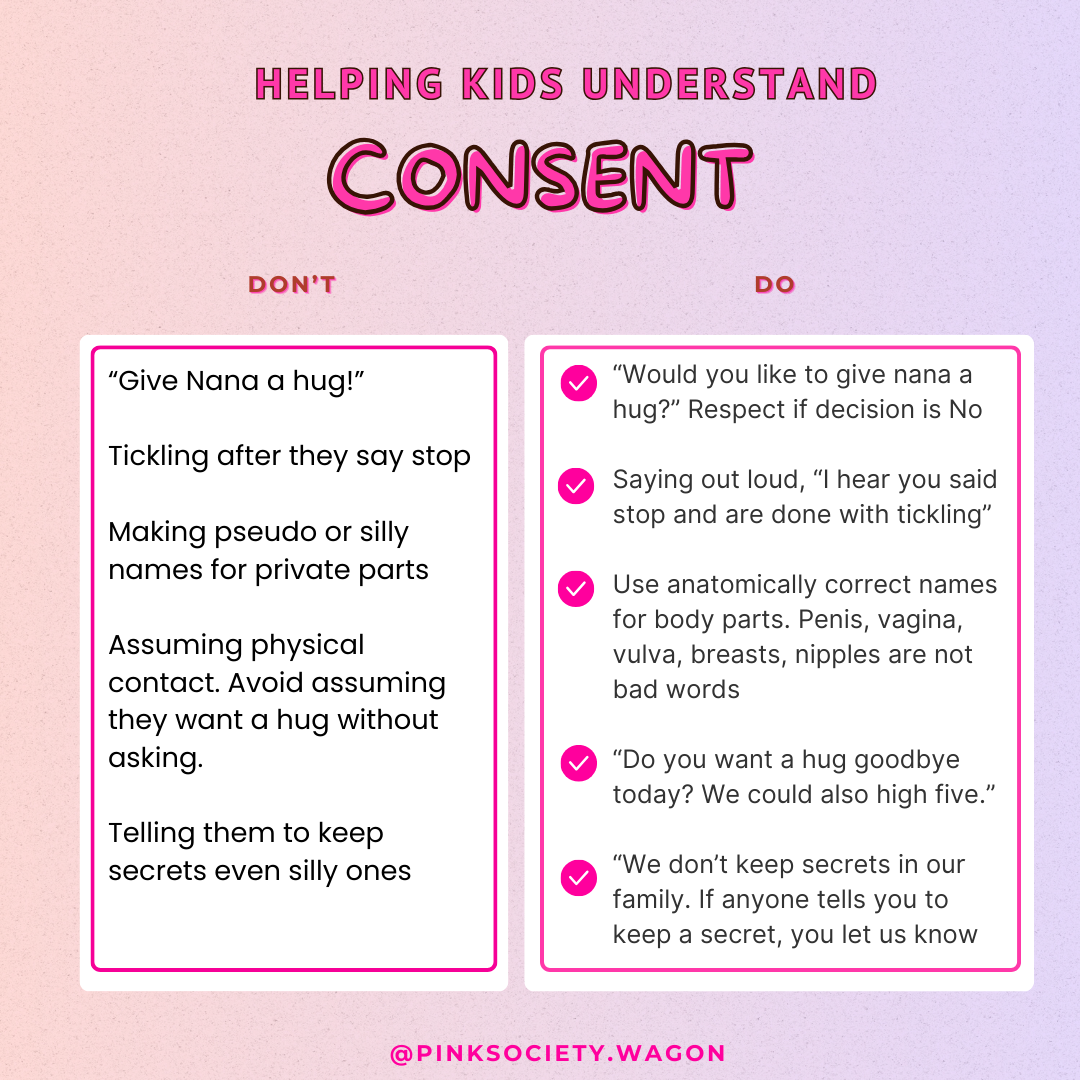 HELPING KIDS UNDERSTAND
CONSENT
DON'T
“Give Nana a hug!”
Tickling after they say stop
Making pseudo or silly
names for private parts
Assuming physical
contact. Avoid assuming
they want a hug without
asking.
Telling them to keep
secrets even silly ones
DO
“Would you like to give nana a
hug?” Respect if decision is No
Saying out loud, “I hear you said
stop and are done with tickling”
Use anatomically correct names
for body parts. Penis, vagina,
vulva, breasts, nipples are not
bad words
“Do you want a hug goodbye
today? We could also high five.”
“We don’t keep secrets in our
family. If anyone tells you to
keep a secret, you let us know
@PINKSOCIETY.WAGON